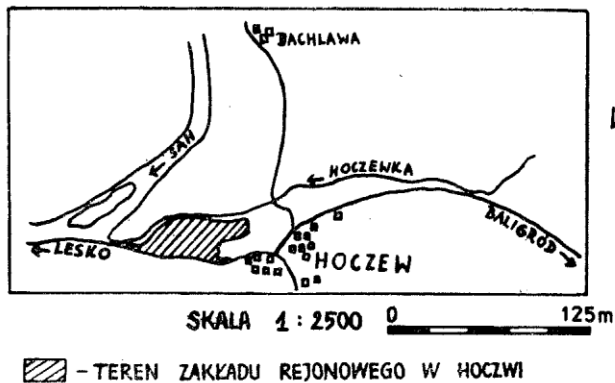 BACHLAWA
← SAN
← HOCZEWKA
BALIGRÓD →
← LESKO
HOCZEW
SKALA 1:2500 0 125m
- TEREN ZAKŁADU REJONOWEGO W HOCZWI